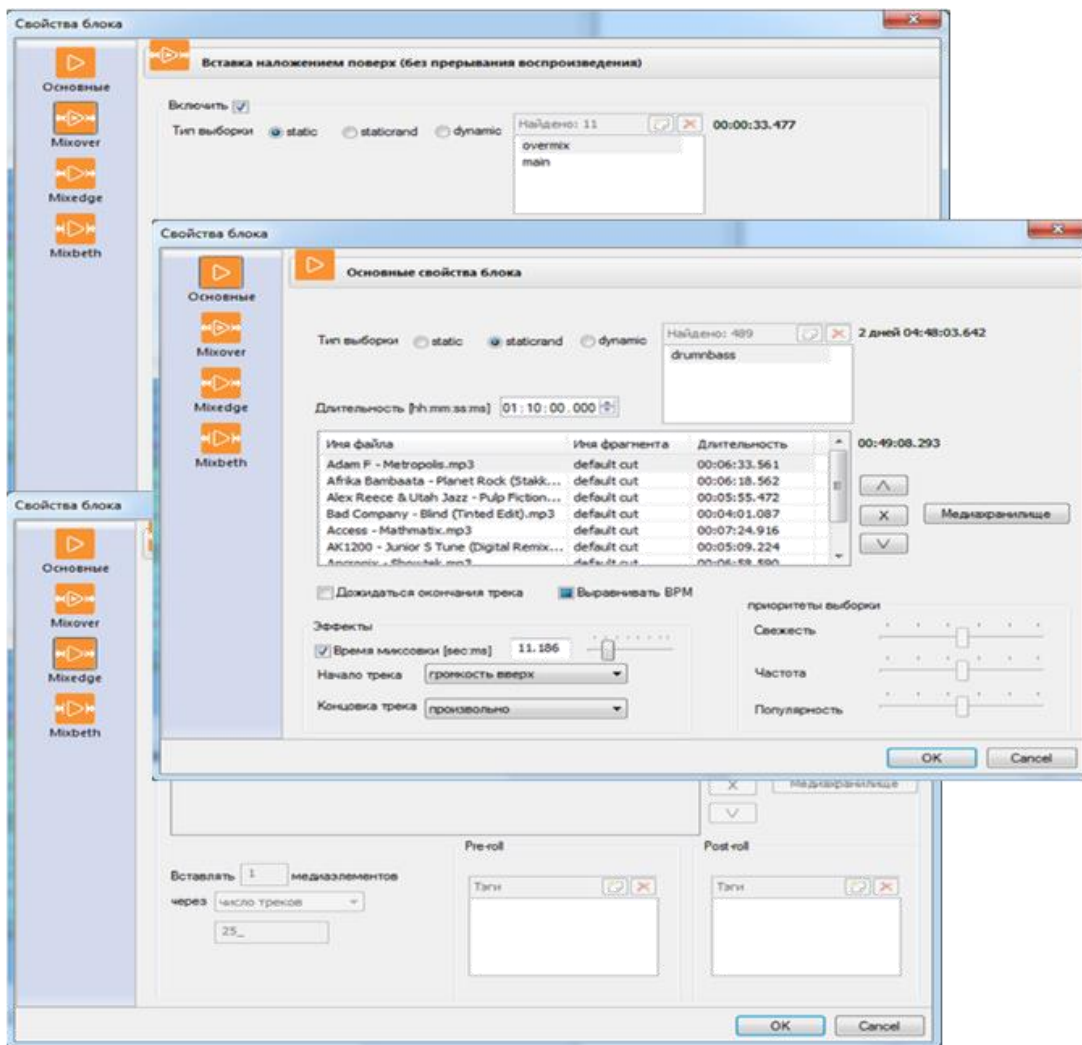 Свойства блока
Основные
Mixover
Mixedge
Mixbeth
Вставка наложением поверх (без прерывания воспроизведения)
Включить
Тип выборки static staticrand dynamic
Найдено: 11
00:00:33.477
overmix
main
Свойства блока
Основные
Mixover
Mixedge
Mixbeth
Основные свойства блока
Тип выборки static staticrand dynamic
Найдено: 489
2 дней 04:48:03.642
drumnbass
Длительность [hh:mm:ss:ms] 01:10:00.000
Имя файла Имя фрагмента Длительность
00:49:08.293
Adam F - Metropolis.mp3 default cut 00:06:33.561
Afrika Bambaata - Planet Rock (Stakk... default cut 00:06:18.562
Alex Reece & Utah Jazz - Pulp Fiction... default cut 00:05:55.472
Bad Company - Blind (Tinted Edit).mp3 default cut 00:04:01.087
Access - Mathmatix.mp3 default cut 00:07:24.916
AK1200 - Junior S Tune (Digital Remix... default cut 00:05:09.224
default cut 00:06:58.590
X Медиахранилище
Дожидаться окончания трека Выравнивать BPM
Эффекты
Время миксовки [sec:ms] 11.186
Начало трека громкость вверх
Концовка трека произвольно
приоритеты выборки
Свежесть
Частота
Популярность
OK Cancel
Свойства блока
Основные
Mixover
Mixedge
Mixbeth
X Медиахранилище
Вставлять 1 медиаэлементов
через число треков
25_
Pre-roll
Тэги
Post-roll
Тэги
OK Cancel